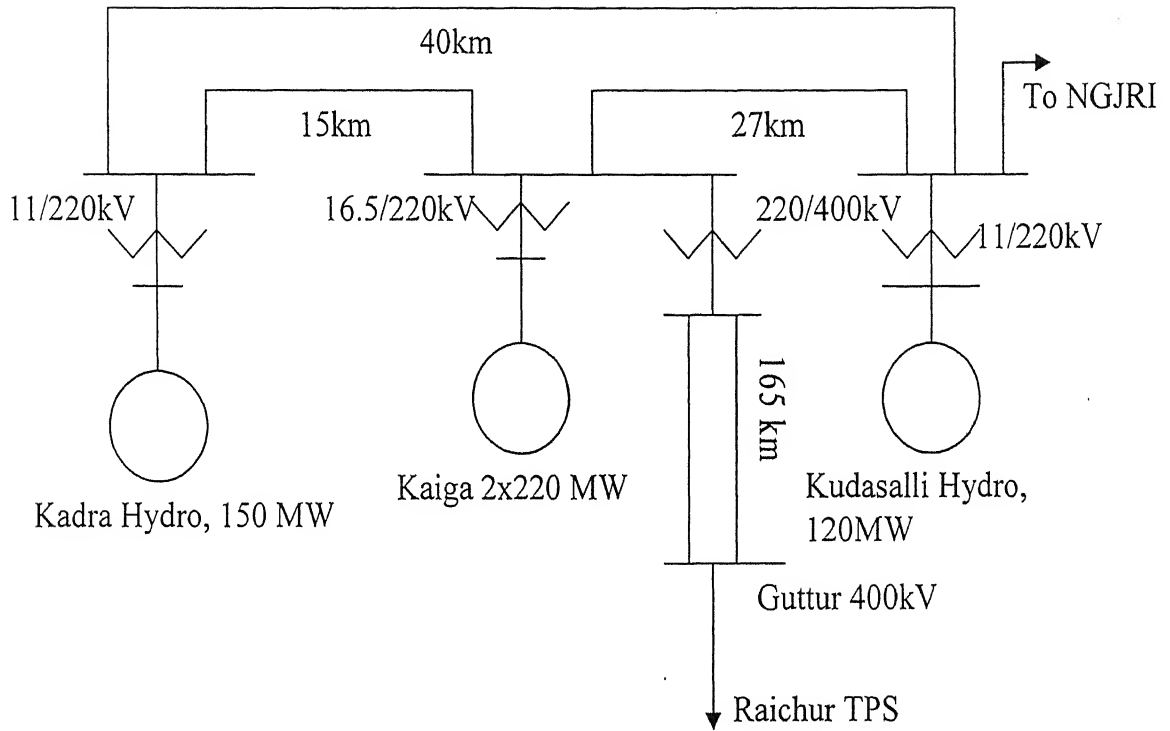 40km
To NGJRI
15km
27km
11/220kV
16.5/220kV
220/400kV
11/220kV
165 km
Kadra Hydro, 150 MW
Kaiga 2x220 MW
Kudasalli Hydro,
120MW
Guttur 400kV
Raichur TPS